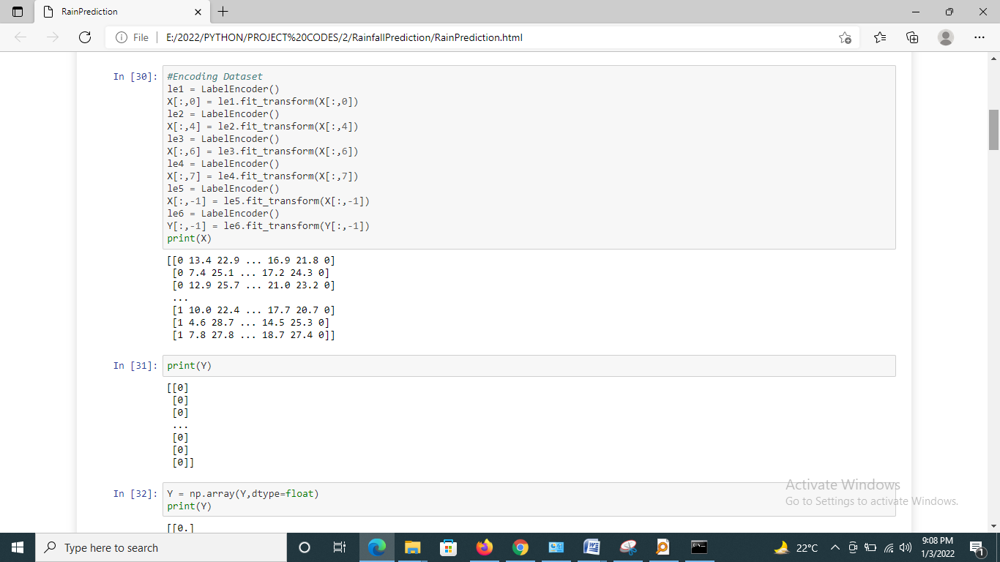 RainPrediction
File
E:/2022/PYTHON/PROJECT%20CODES/2/RainfallPrediction/RainPrediction.html
In [30]:
#Encoding Dataset
le1 = LabelEncoder()
X[:,0] = le1.fit_transform(X[:,0])
le2 = LabelEncoder()
X[:,4] = le2.fit_transform(X[:,4])
le3 = LabelEncoder()
X[:,6] = le3.fit_transform(X[:,6])
le4 = LabelEncoder()
X[:,7] = le4.fit_transform(X[:,7])
le5 = LabelEncoder()
X[:,-1] = le5.fit_transform(X[:,-1])
le6 = LabelEncoder()
Y[:,-1] = le6.fit_transform(Y[:,-1])
print(X)
[[0 13.4 22.9 ... 16.9 21.8 0]
[0 7.4 25.1 ... 17.2 24.3 0]
[0 12.9 25.7 ... 21.0 23.2 0]
...
[1 10.0 22.4 ... 17.7 20.7 0]
[1 4.6 28.7 ... 14.5 25.3 0]
[1 7.8 27.8 ... 18.7 27.4 0]]
In [31]:
print(Y)
[[0]
[0]
[0]
...
[0]
[0]
[0]]
In [32]:
Y = np.array(Y,dtype=float)
print(Y)
[[0.]
Activate Windows
Go to Settings to activate Windows.
Type here to search
22°C
9:08 PM
1/3/2022
1